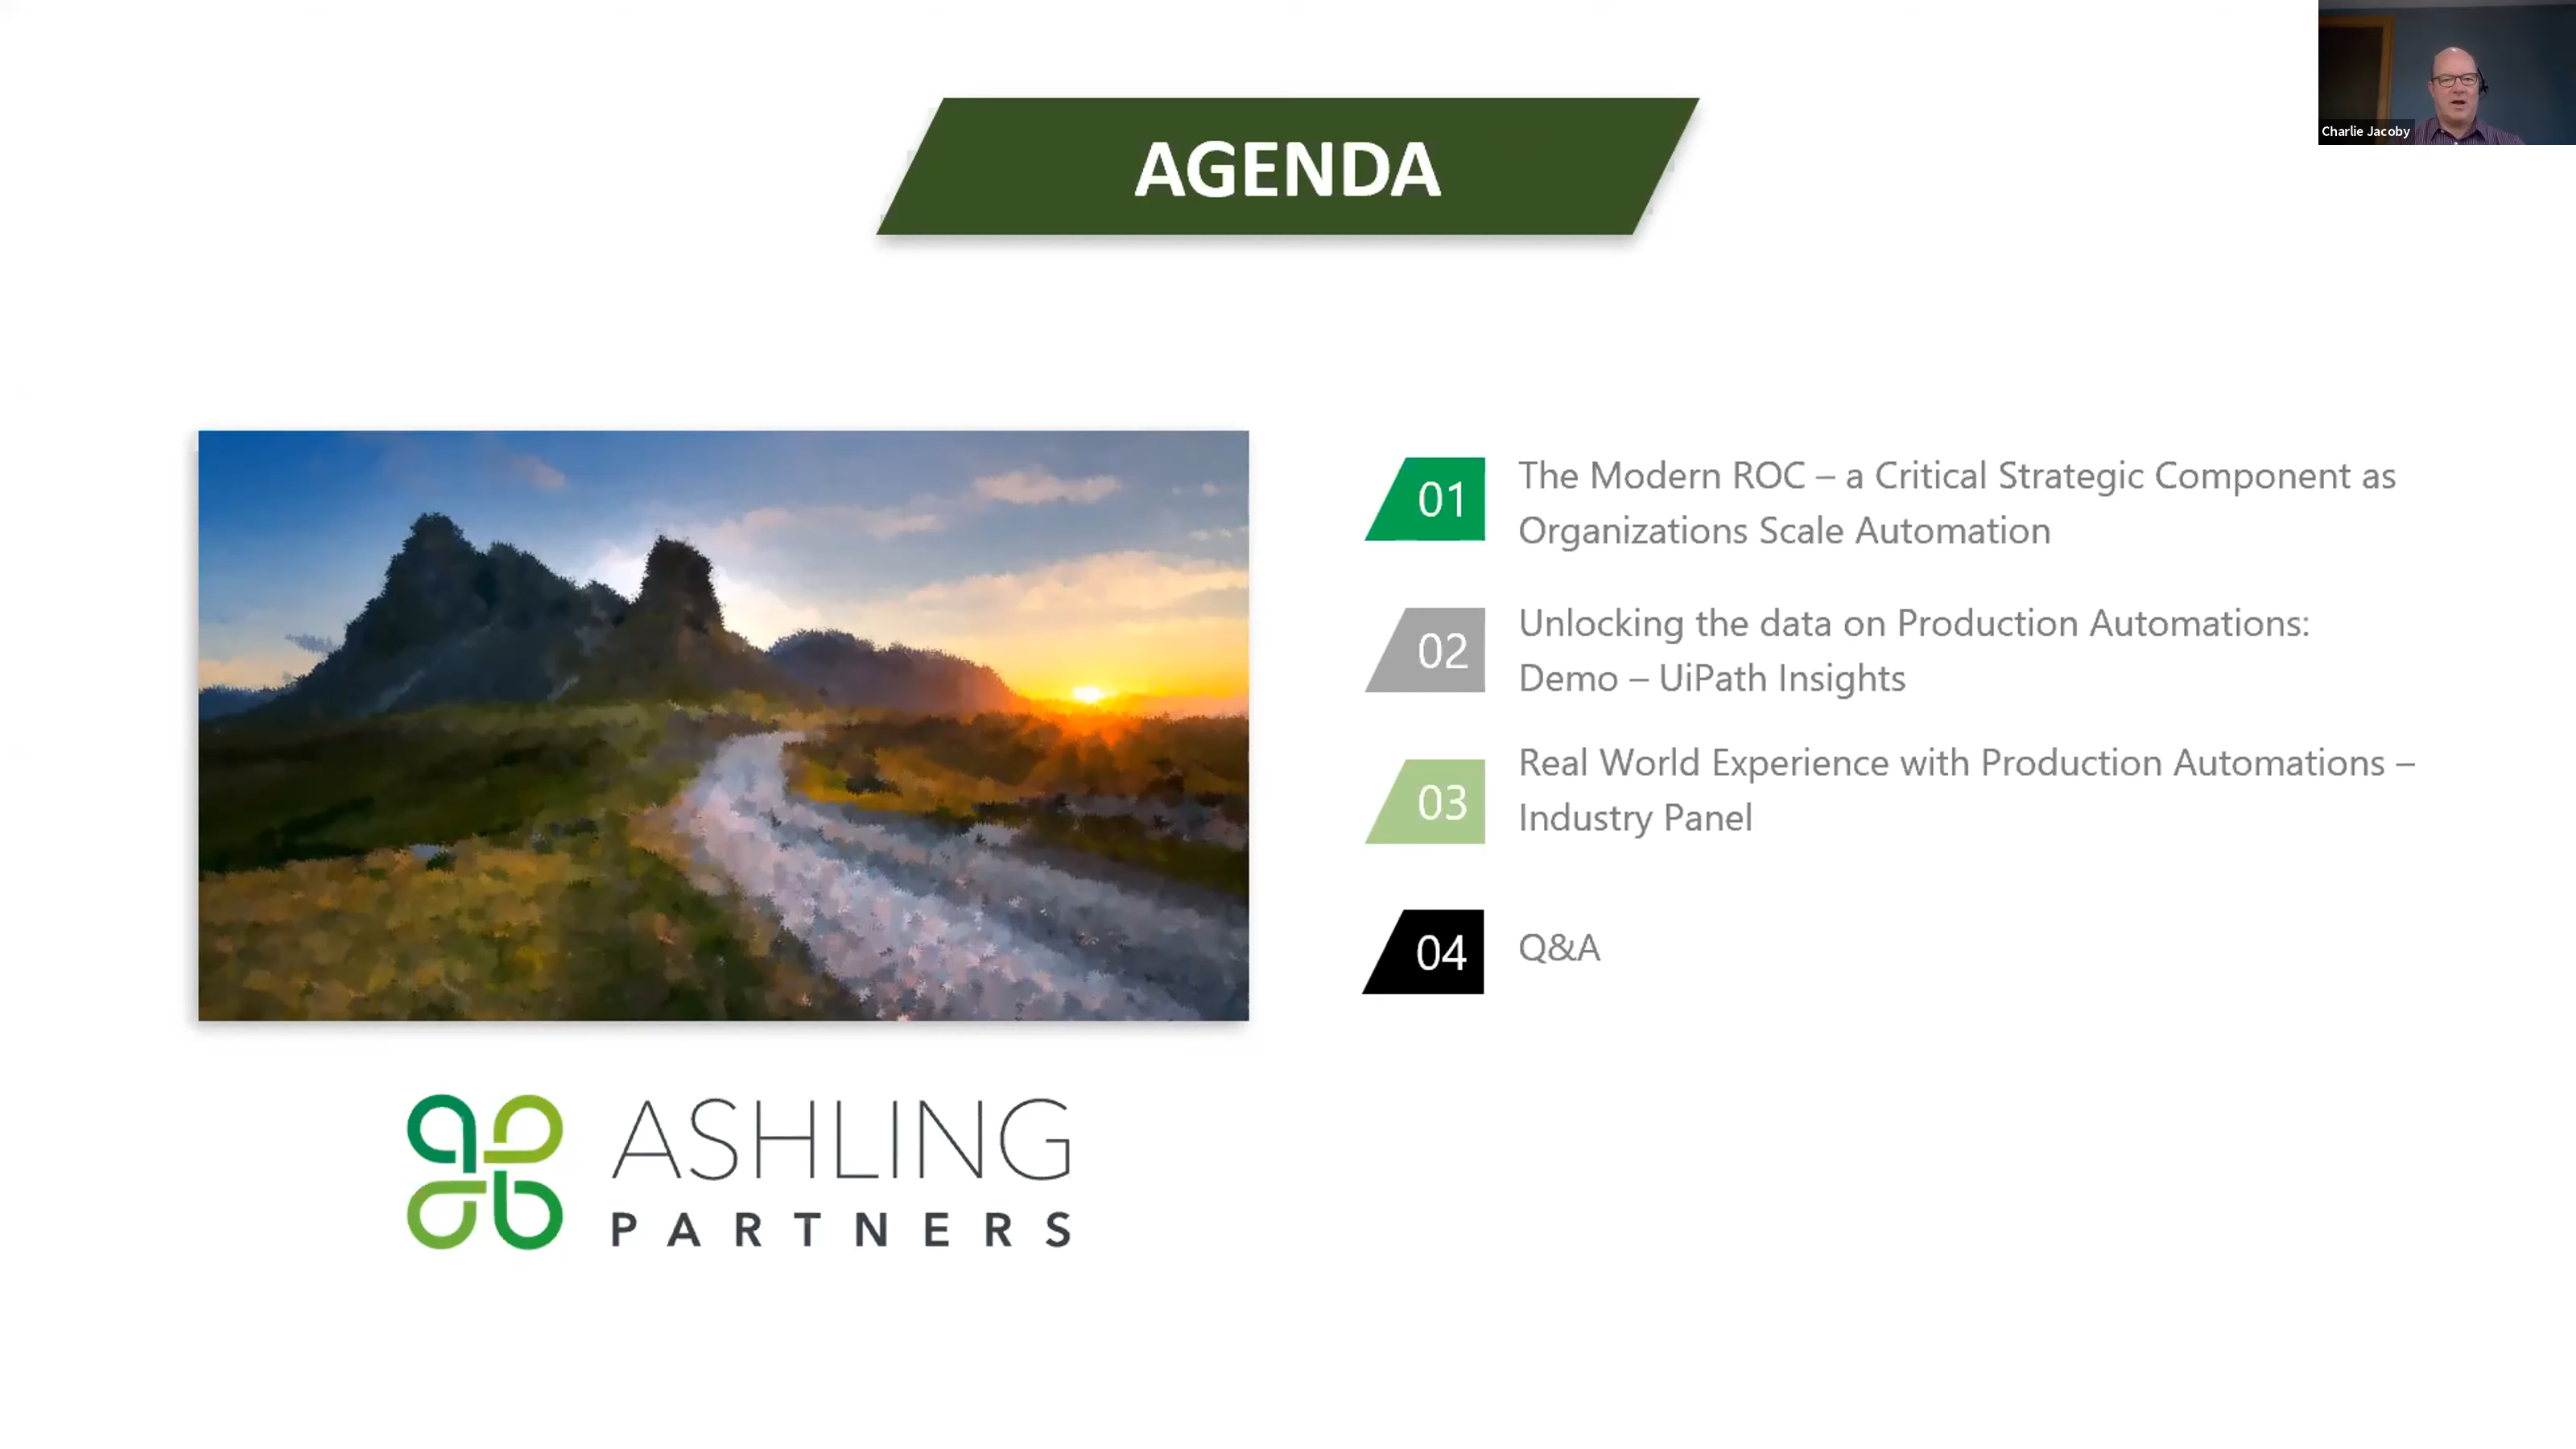 Charlie Jacoby
AGENDA
01
The Modern ROC – a Critical Strategic Component as
Organizations Scale Automation
02
Unlocking the data on Production Automations:
Demo – UiPath Insights
03
Real World Experience with Production Automations –
Industry Panel
04
Q&A
ASHLING
PARTNERS